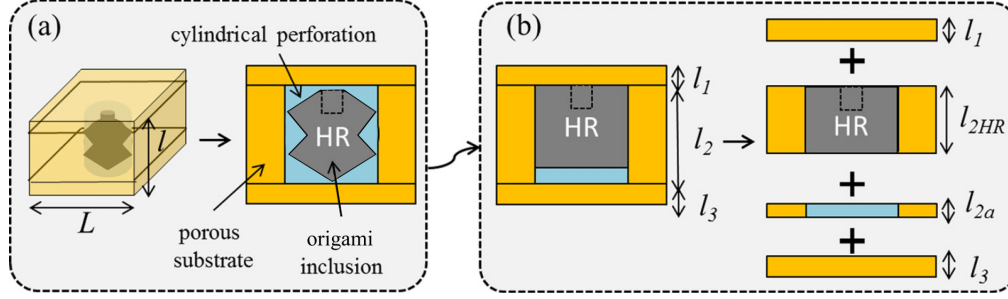 (a)
cylindrical perforation
HR
l
L
porous
substrate
origami
inclusion
(b)
HR
l1
l2
l3
l1
+
HR
l2HR
+
l2a
+
l3